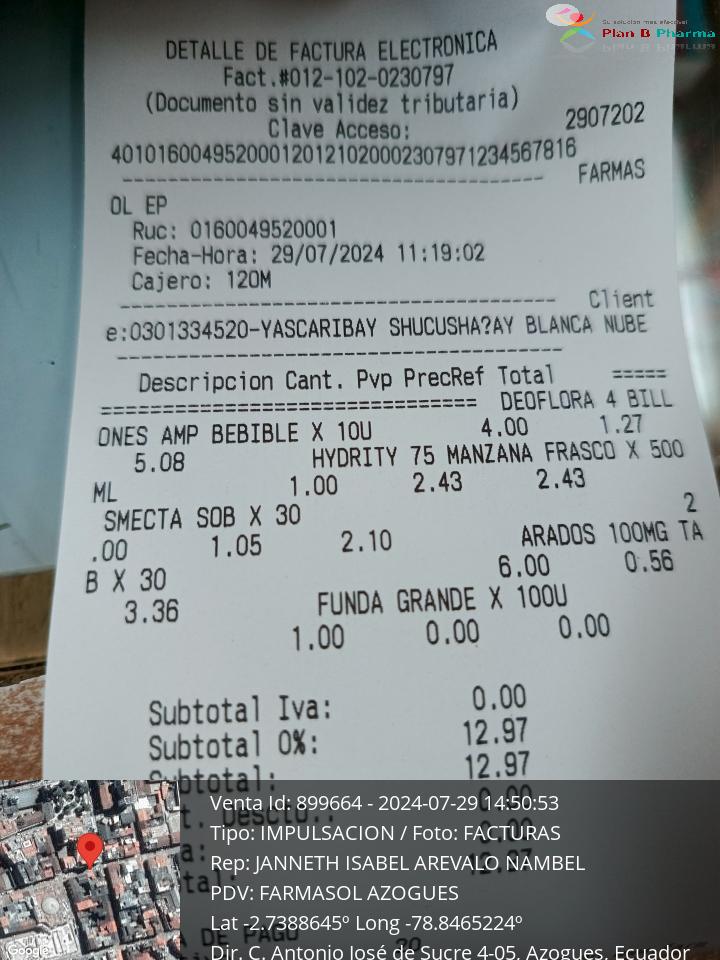 Su solucion mas efectiva!
Plan B Pharma
DETALLE DE FACTURA ELECTRONICA
Fact.#012-102-0230797
(Documento sin validez tributaria)
Clave Acceso: 2907202
401016004952000120121020002307971234567816
------------------------------------------ FARMAS
OL EP
Ruc: 0160049520001
Fecha-Hora: 29/07/2024 11:19:02
Cajero: 120M
------------------------------------------ Client
e:0301334520-YASCARIBAY SHUCUSHA?AY BLANCA NUBE
------------------------------------------
Descripcion Cant. Pvp PrecRef Total =====
=================================== DEOFLORA 4 BILL
ONES AMP BEBIBLE X 10U 4.00 1.27
5.08 HYDRITY 75 MANZANA FRASCO X 500
ML 1.00 2.43 2.43
SMECTA SOB X 30 2
.00 1.05 2.10 ARADOS 100MG TA
B X 30 6.00 0.56
3.36 FUNDA GRANDE X 100U
1.00 0.00 0.00
Subtotal Iva: 0.00
Subtotal 0%: 12.97
Subtotal: 12.97
Venta Id: 899664 - 2024-07-29 14:50:53
Tipo: IMPULSACION / Foto: FACTURAS
Rep: JANNETH ISABEL AREVALO NAMBEL
PDV: FARMASOL AZOGUES
Lat -2.7388645º Long -78.8465224º
Dir. C. Antonio José de Sucre 4-05, Azogues, Ecuador
Google